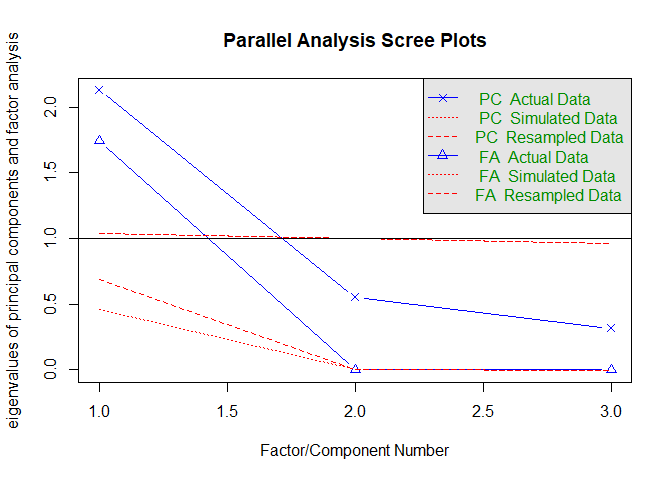 Parallel Analysis Scree Plots
eigenvalues of principal components and factor analysis
2.0
1.5
1.0
0.5
0.0
PC Actual Data
PC Simulated Data
PC Resampled Data
FA Actual Data
FA Simulated Data
FA Resampled Data
1.0 1.5 2.0 2.5 3.0
Factor/Component Number